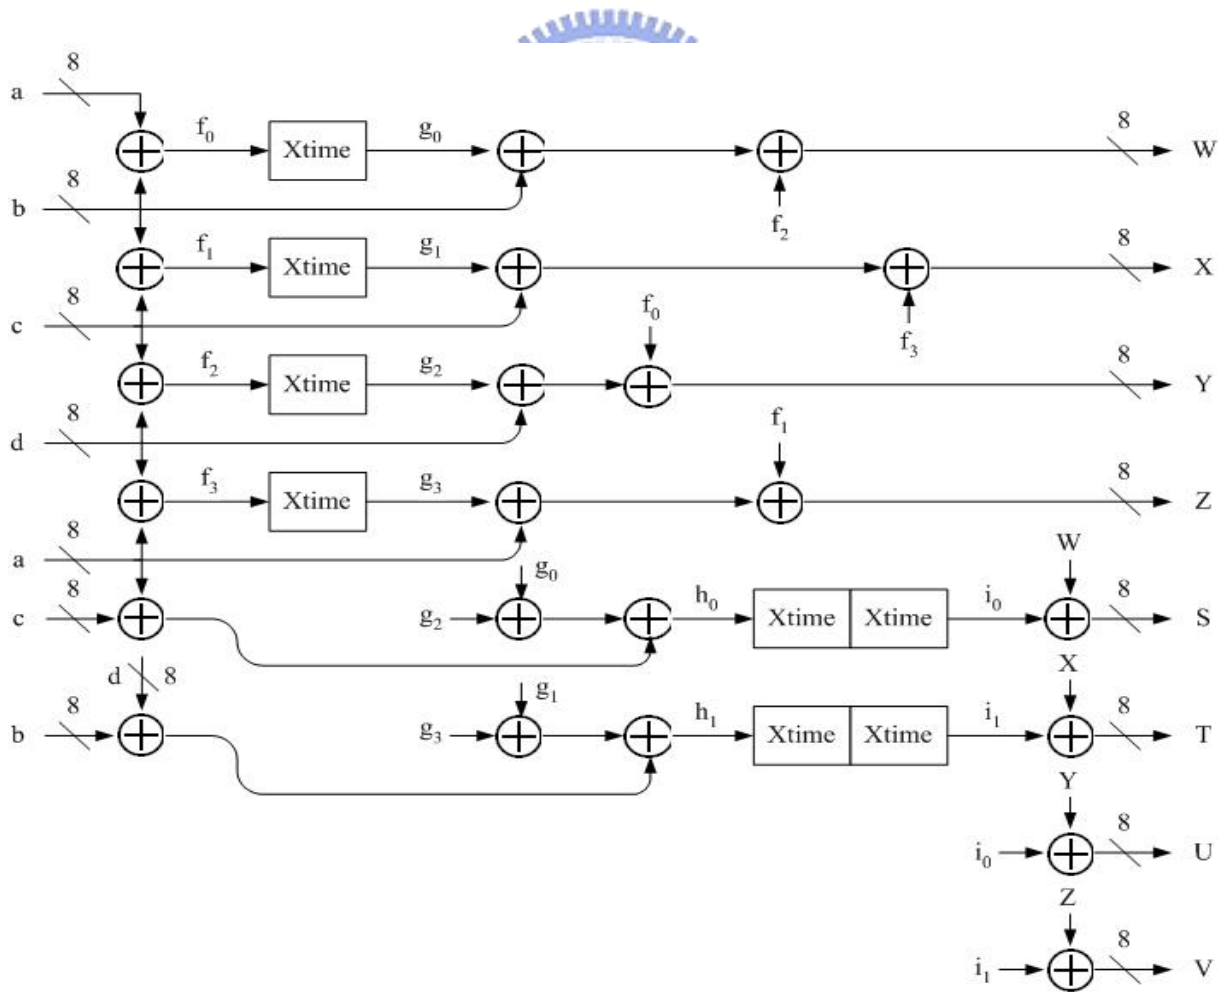 8
a f₀ Xtime g₀ 8 W
8
b f₂
f₁ Xtime g₁ 8 X
8
c f₀ f₃
f₂ Xtime g₂ 8 Y
8
d f₁
f₃ Xtime g₃ 8 Z
8
a W
g₀
8
c g₂ h₀ Xtime Xtime i₀ 8 S
d 8 X
g₁
8
b g₃ h₁ Xtime Xtime i₁ 8 T
Y
i₀ 8 U
Z
i₁ 8 V